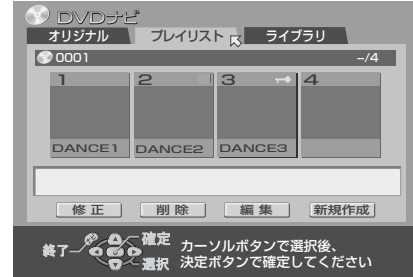 DVDナビ
オリジナル プレイリスト ライブラリ
0001 --/4
1 2 3 4
DANCE1 DANCE2 DANCE3
修正 削除 編集 新規作成
終了 確定 カーソルボタンで選択後、
選択 決定ボタンで確定してください